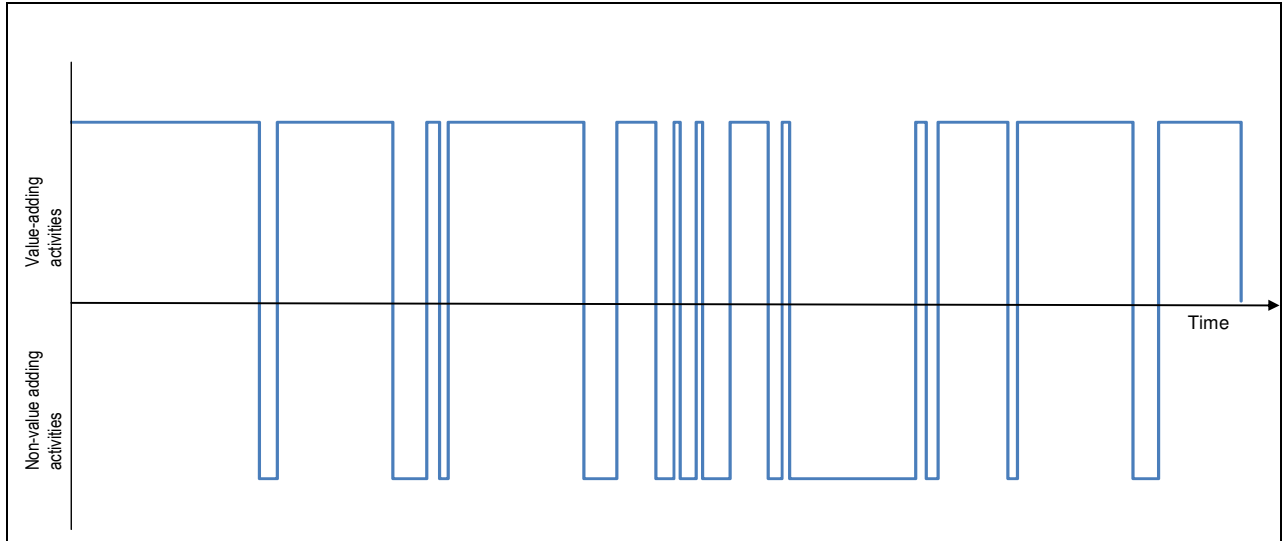 Value-adding
activities
Non-value adding
activities
Time